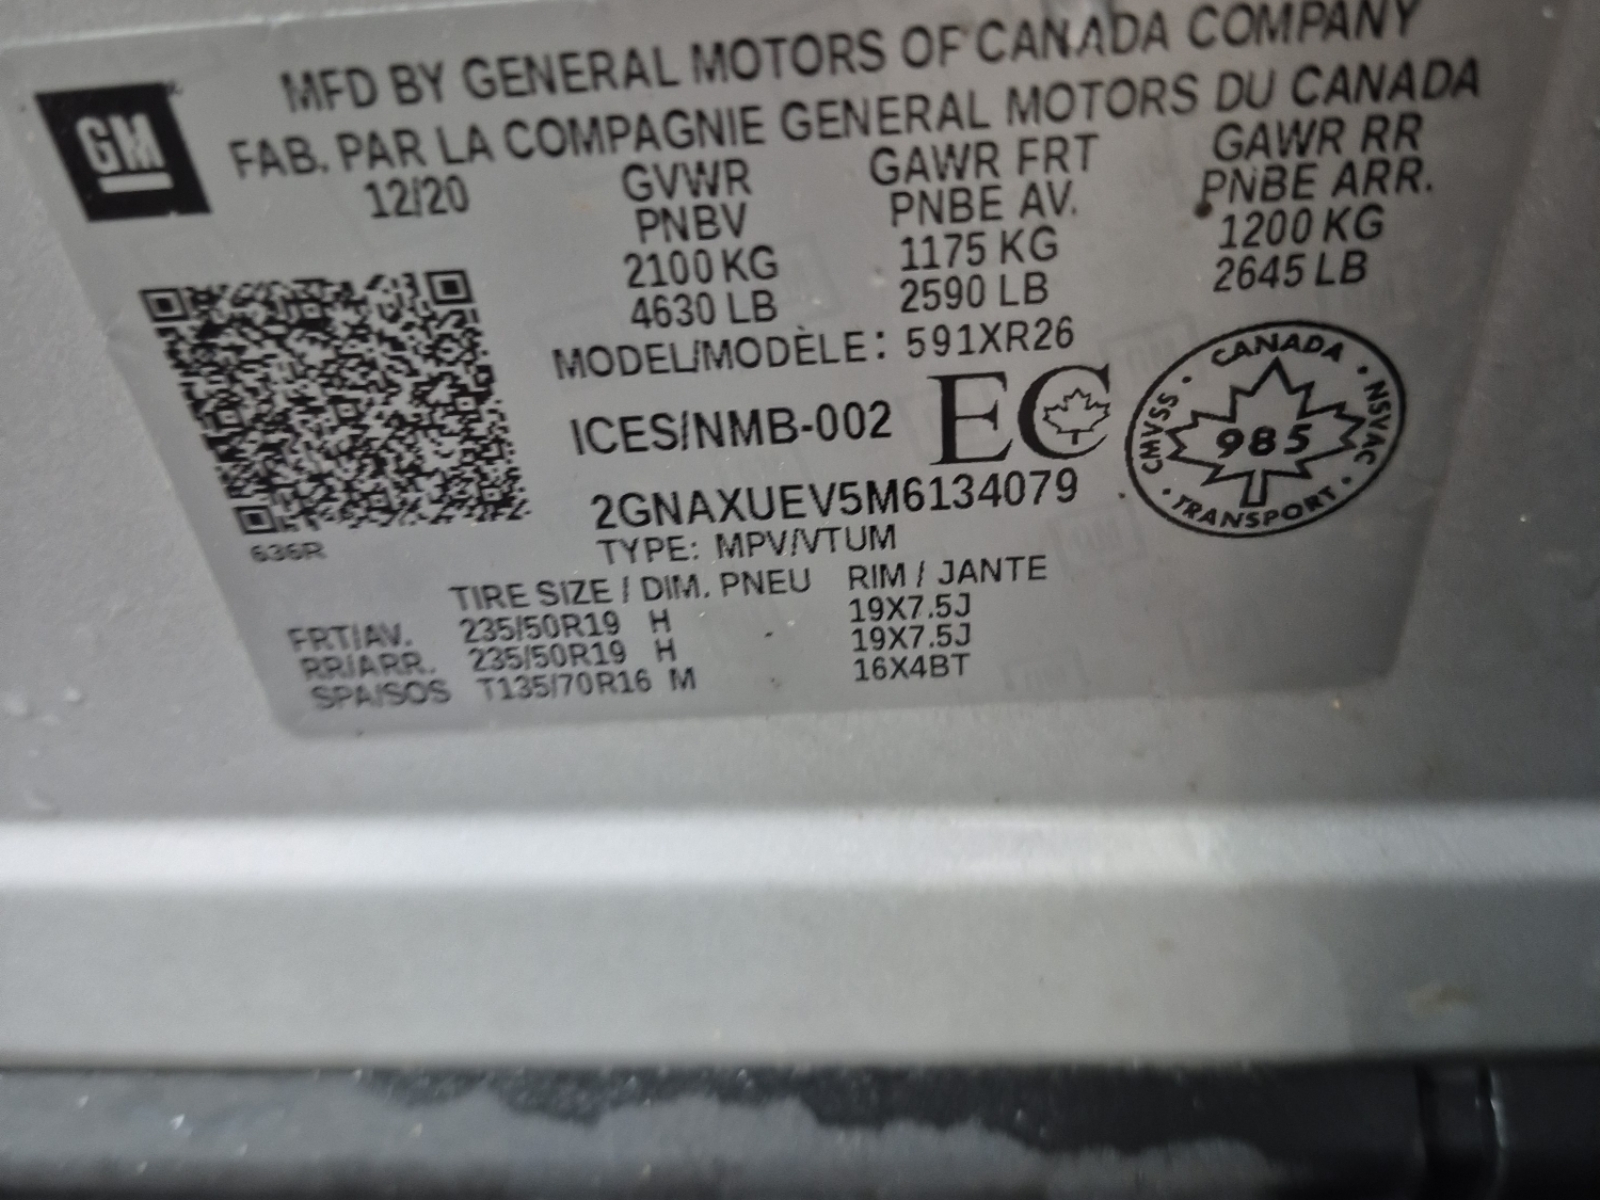 GM
MFD BY GENERAL MOTORS OF CANADA COMPANY
FAB. PAR LA COMPAGNIE GENERAL MOTORS DU CANADA
12/20 GVWR GAWR FRT GAWR RR
PNBV PNBE AV. PNBE ARR.
2100 KG 1175 KG 1200 KG
4630 LB 2590 LB 2645 LB
MODEL/MODÈLE: 591XR26
ICES/NMB-002 EC
CANADA
CMVSS 985 NSVAC
TRANSPORT
2GNAXUEV5M6134079
636R TYPE: MPV/VTUM
TIRE SIZE / DIM. PNEU RIM / JANTE
FRT/AV. 235/50R19 H 19X7.5J
RR/ARR. 235/50R19 H 19X7.5J
SPA/SOS T135/70R16 M 16X4BT